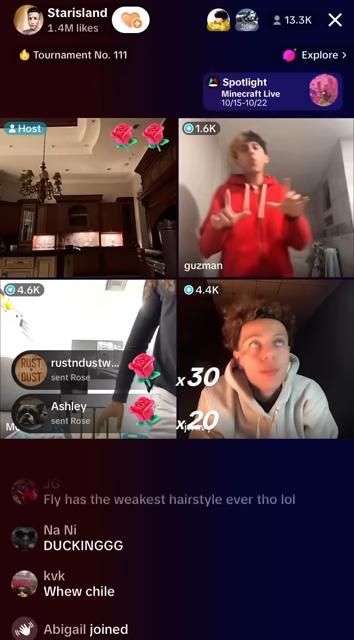 Starisland
1.4M likes
13.3K
Tournament No. 111
Explore >
Spotlight
Minecraft Live
10/15-10/22
Host
1.6K
guzman
4.6K
4.4K
RUST DUST
rustndustw...
sent Rose
x30
Ashley
sent Rose
x20
JG
Fly has the weakest hairstyle ever tho lol
Na Ni
DUCKINGGG
kvk
Whew chile
Abigail joined